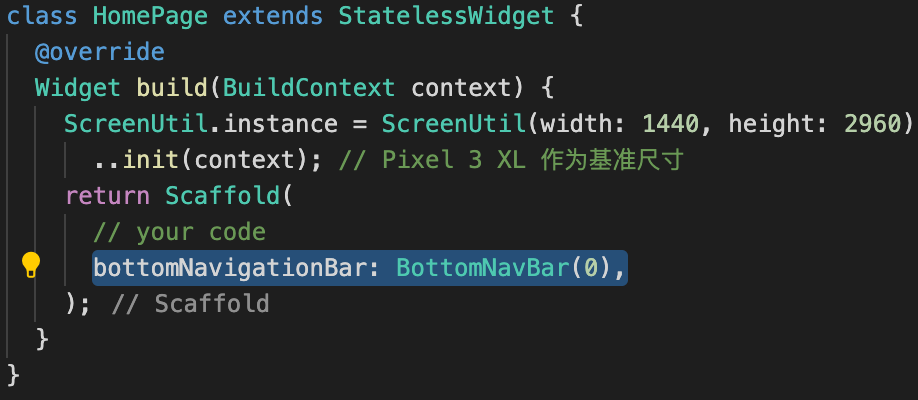 class HomePage extends StatelessWidget {
@override
Widget build(BuildContext context) {
ScreenUtil.instance = ScreenUtil(width: 1440, height: 2960)
..init(context); // Pixel 3 XL 作为基准尺寸
return Scaffold(
// your code
bottomNavigationBar: BottomNavBar(0),
); // Scaffold
}
}